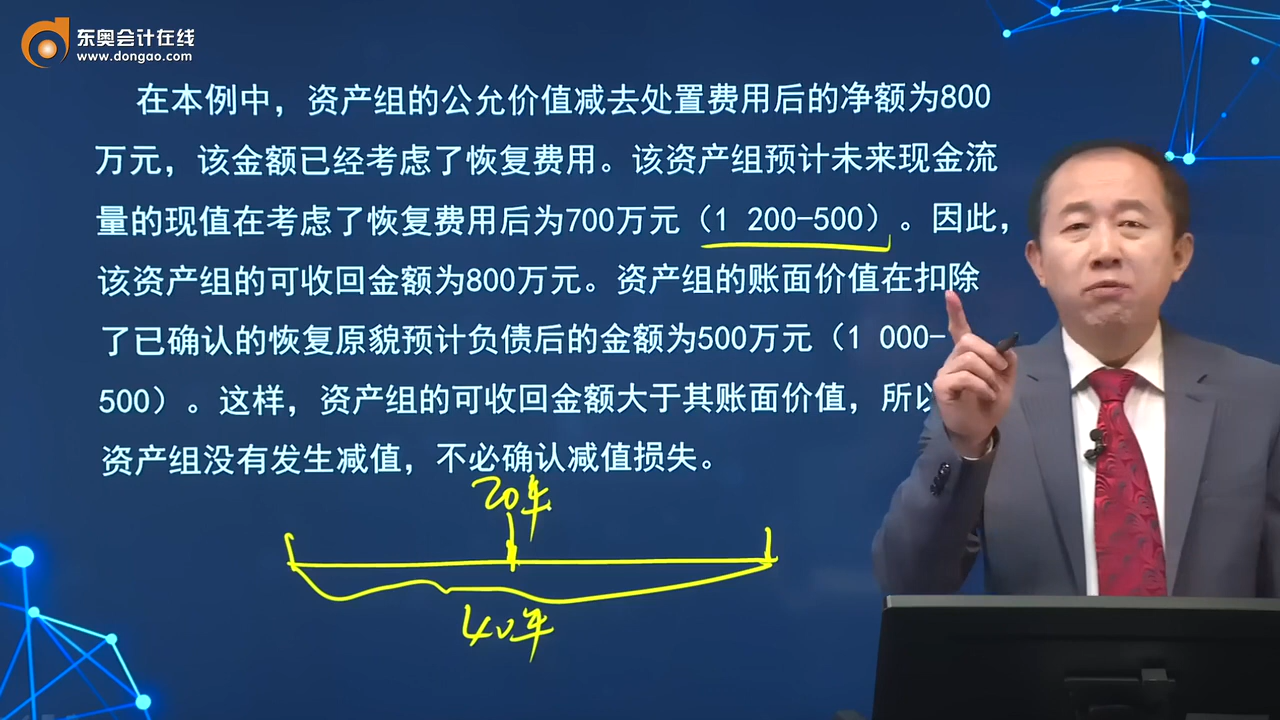 东奥会计在线
www.dongao.com
在本例中，资产组的公允价值减去处置费用后的净额为800
万元，该金额已经考虑了恢复费用。该资产组预计未来现金流
量的现值在考虑了恢复费用后为700万元（1 200-500）。因此，
该资产组的可收回金额为800万元。资产组的账面价值在扣除
了已确认的恢复原貌预计负债后的金额为500万元（1 000-
500）。这样，资产组的可收回金额大于其账面价值，所以
资产组没有发生减值，不必确认减值损失。
20年
40年